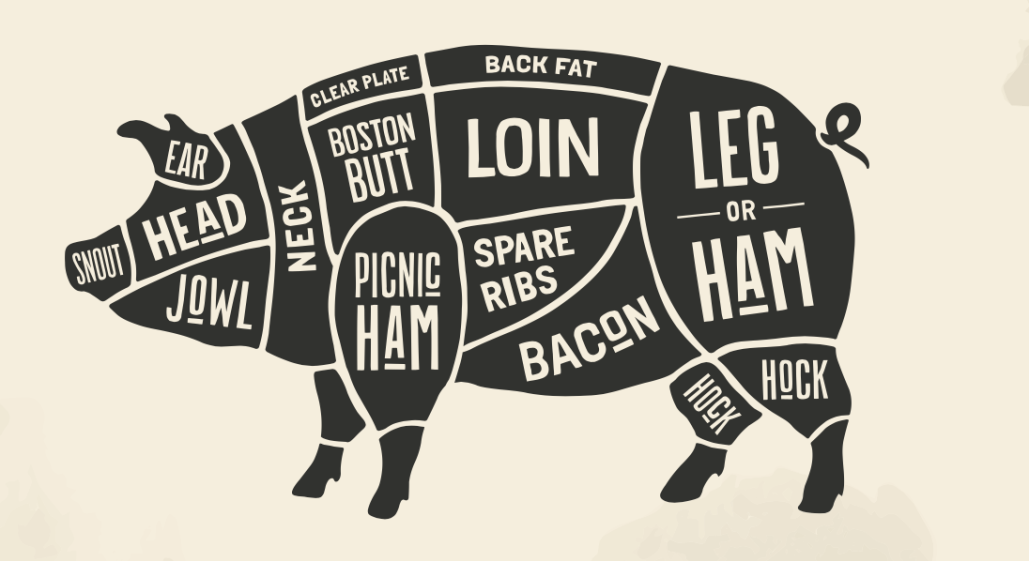 CLEAR PLATE
BACK FAT
EAR
HEAD
SNOUT
JOWL
NECK
BOSTON
BUTT
LOIN
PICNIC
HAM
SPARE
RIBS
BACON
LEG
OR
HAM
HOCK
HOCK